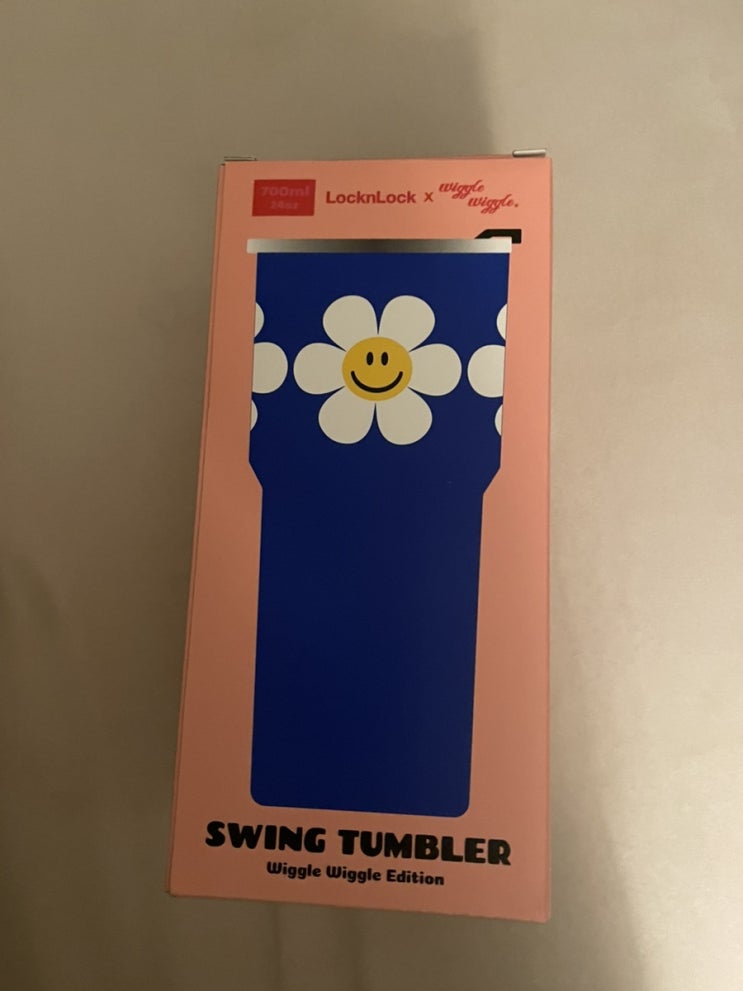 700ml
24oz
LocknLock x wiggle wiggle.
SWING TUMBLER
Wiggle Wiggle Edition